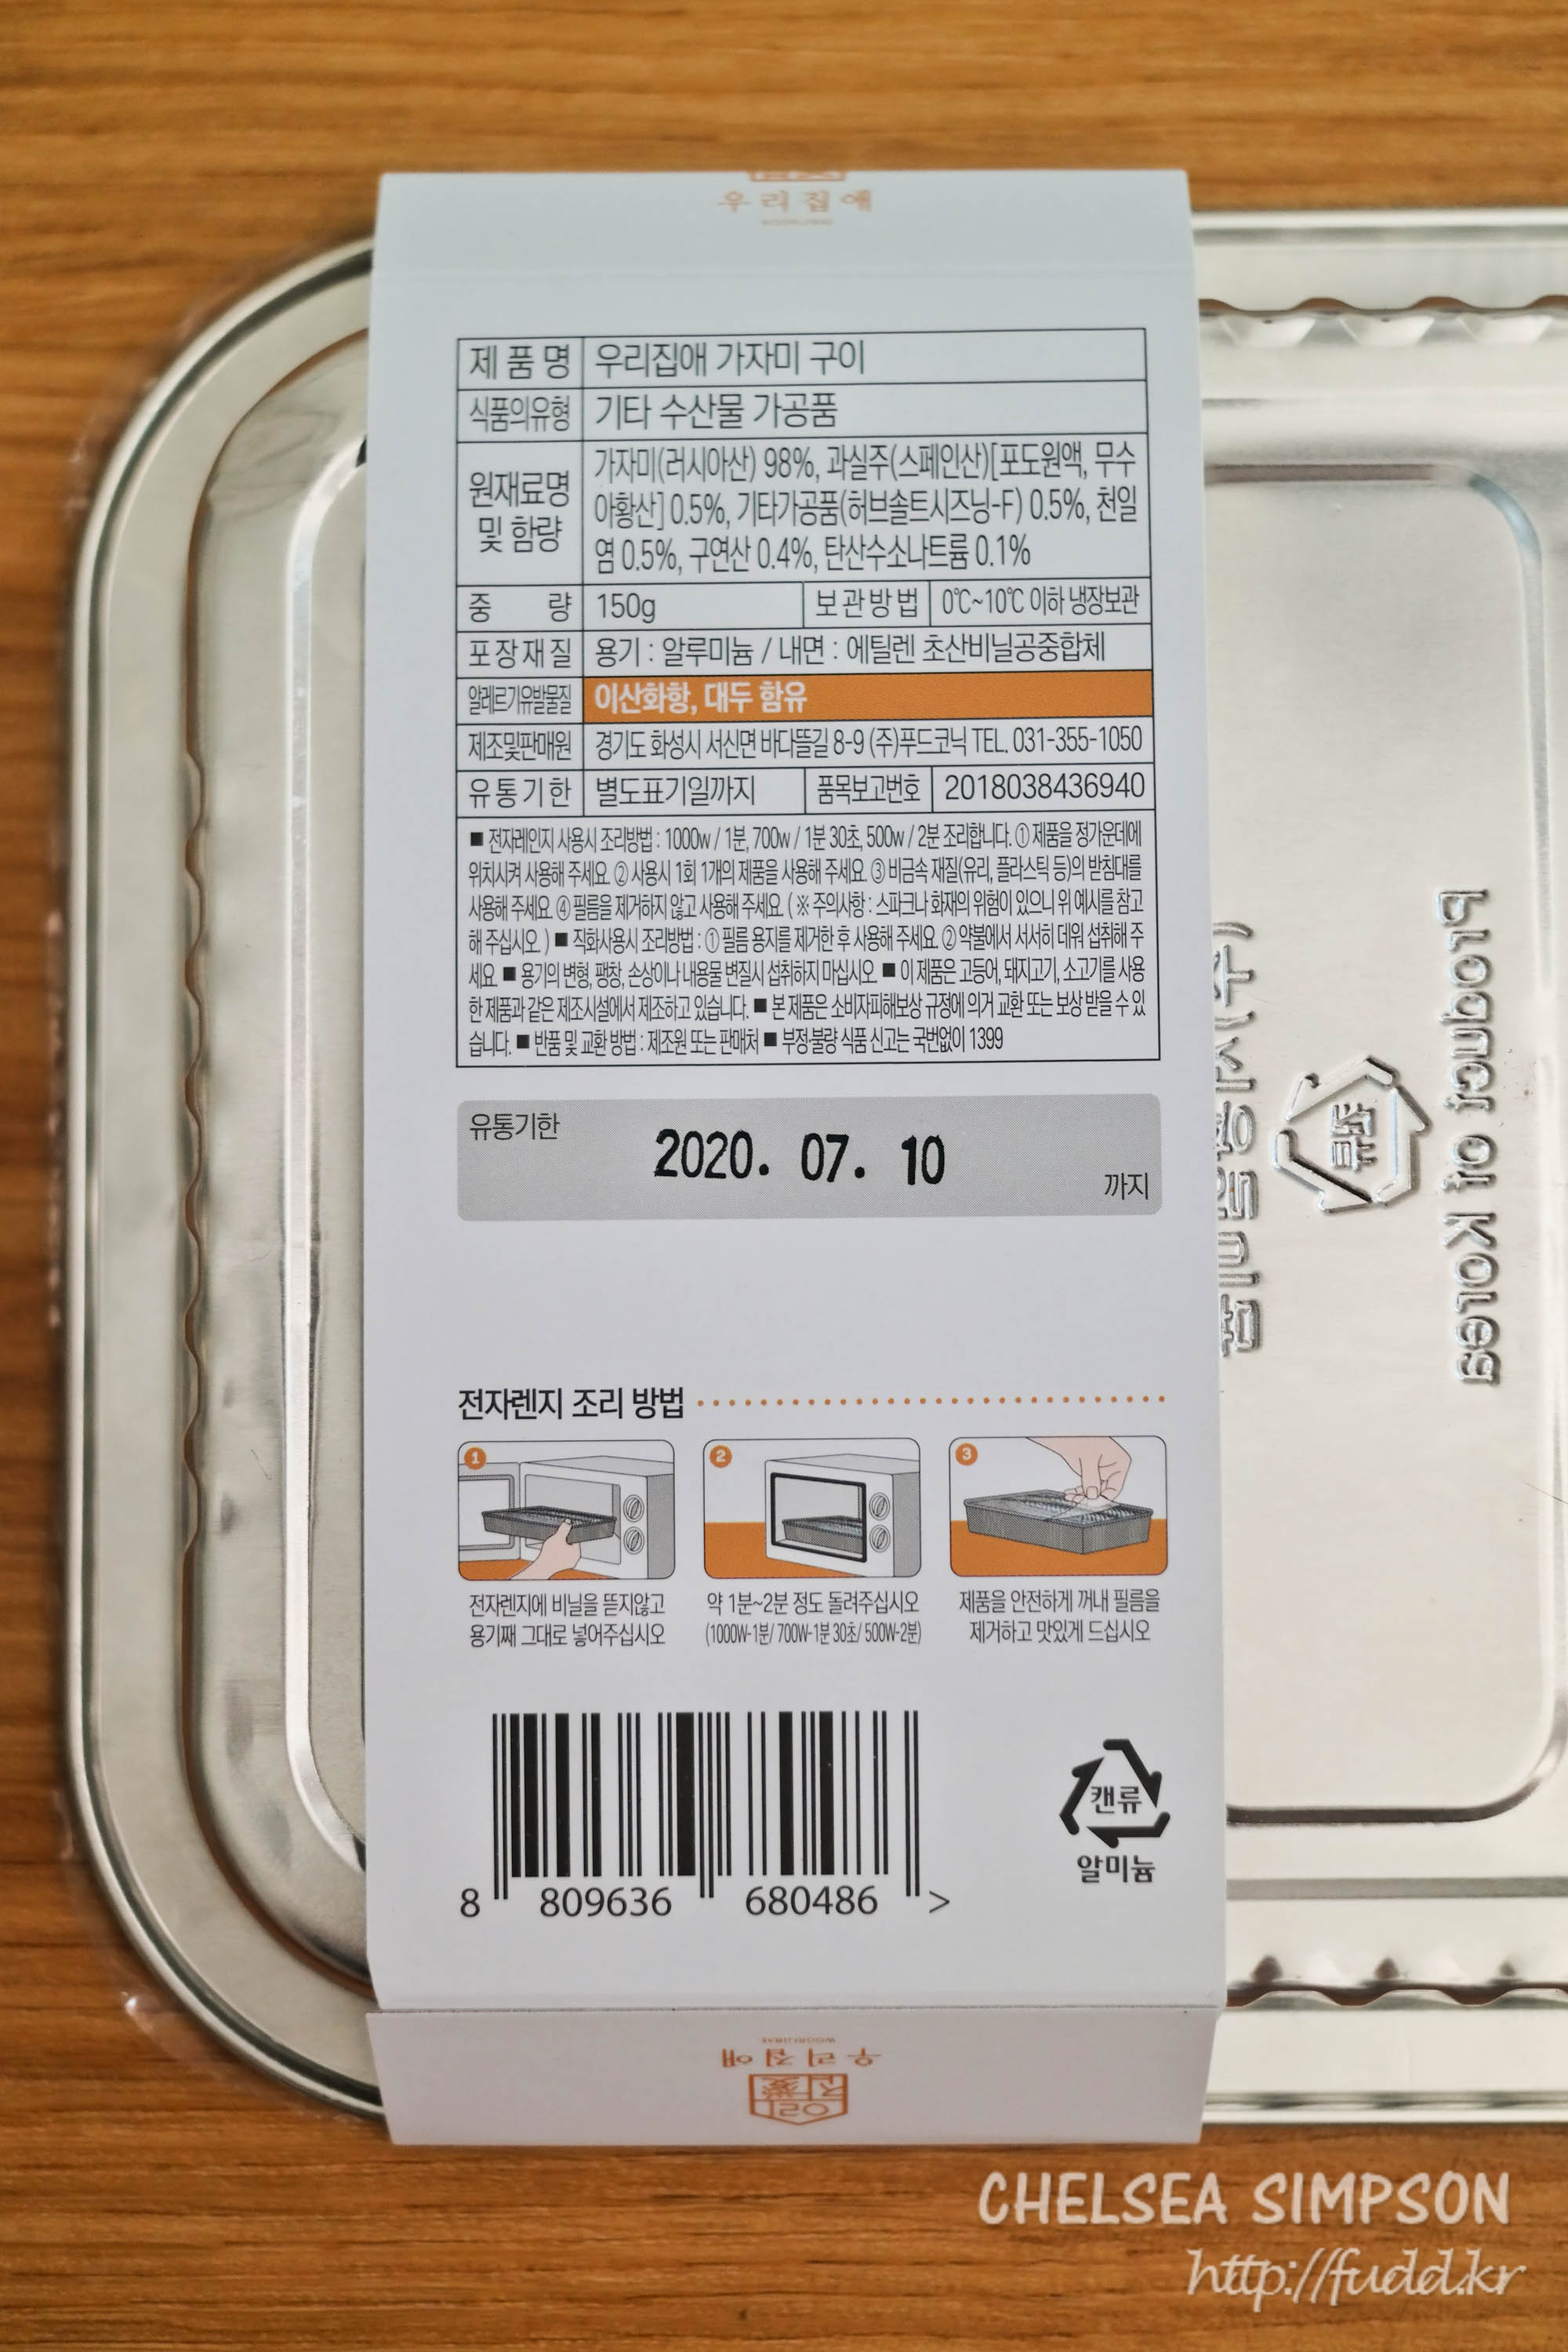 우리집애
제품명 우리집애 가자미 구이
식품의유형 기타 수산물 가공품
원재료명 및 함량
가자미(러시아산) 98%, 과실주(스페인산)[포도원액, 무수
아황산] 0.5%, 기타가공품(허브솔트시즈닝-F) 0.5%, 천일
염 0.5%, 구연산 0.4%, 탄산수소나트륨 0.1%
중 량 150g 보관방법 0℃~10℃ 이하 냉장보관
포장재질 용기 : 알루미늄 / 내면 : 에틸렌 초산비닐공중합체
알레르기유발물질 이산화항, 대두 함유
제조및판매원 경기도 화성시 서신면 바다뜰길 8-9 (주)푸드코닉 TEL. 031-355-1050
유통기한 별도표기일까지 품목보고번호 2018038436940
■ 전자레인지 사용시 조리방법 : 1000w / 1분, 700w / 1분 30초, 500w / 2분 조리합니다. ① 제품을 정가운데에
위치시켜 사용해 주세요. ② 사용시 1회 1개의 제품을 사용해 주세요. ③ 비금속 재질(유리, 플라스틱 등)의 받침대를
사용해 주세요. ④ 필름을 제거하지 않고 사용해 주세요. ( ※ 주의사항 : 스파크나 화재의 위험이 있으니 위 예시를 참고
해 주십시오. ) ■ 직화사용시 조리방법 : ① 필름 용지를 제거한 후 사용해 주세요. ② 약불에서 서서히 데워 섭취해 주
세요. ■ 용기의 변형, 팽창, 손상이나 내용물 변질시 섭취하지 마십시오. ■ 이 제품은 고등어, 돼지고기, 소고기를 사용
한 제품과 같은 제조시설에서 제조하고 있습니다. ■ 본 제품은 소비자피해보상 규정에 의거 교환 또는 보상 받을 수 있
습니다. ■ 반품 및 교환 방법 : 제조원 또는 판매처 ■ 부정·불량 식품 신고는 국번없이 1399
유통기한
2020. 07. 10
까지
전자렌지 조리 방법
1
2
3
전자렌지에 비닐을 뜯지않고
용기째 그대로 넣어주십시오
약 1분~2분 정도 돌려주십시오
(1000W-1분/ 700W-1분 30초/ 500W-2분)
제품을 안전하게 꺼내 필름을
제거하고 맛있게 드십시오
8 809636 680486 >
캔류
알미늄
WOORIJIBAE
우리집애
Product of Korea
CHELSEA SIMPSON
http://fudd.kr